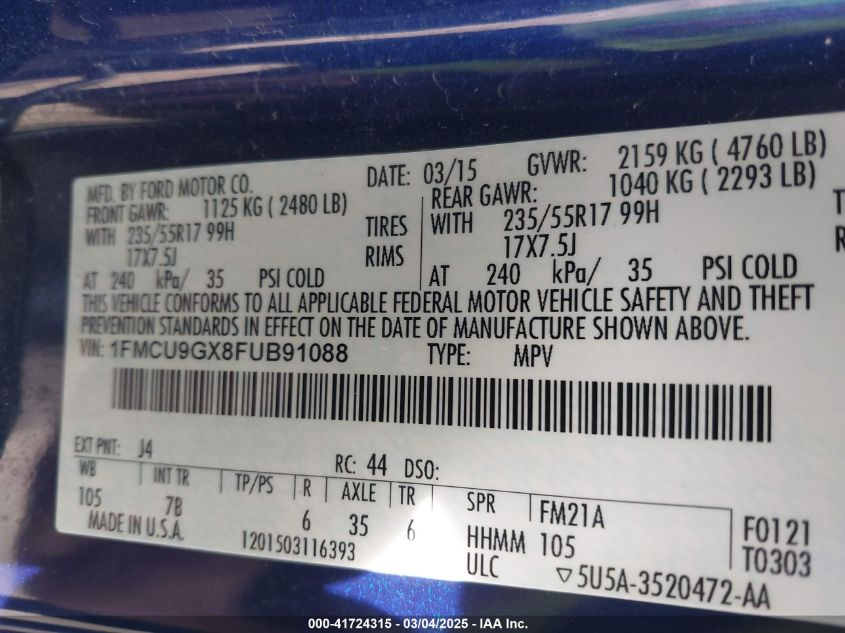 MFD. BY FORD MOTOR CO. DATE: 03/15 GVWR: 2159 KG ( 4760 LB)
FRONT GAWR: 1125 KG ( 2480 LB) REAR GAWR: 1040 KG ( 2293 LB)
WITH 235/55R17 99H TIRES WITH 235/55R17 99H
17X7.5J RIMS 17X7.5J
AT 240 kPa/ 35 PSI COLD AT 240 kPa/ 35 PSI COLD
THIS VEHICLE CONFORMS TO ALL APPLICABLE FEDERAL MOTOR VEHICLE SAFETY AND THEFT
PREVENTION STANDARDS IN EFFECT ON THE DATE OF MANUFACTURE SHOWN ABOVE.
VIN: 1FMCU9GX8FUB91088 TYPE: MPV
EXT PNT: J4 RC: 44 DSO:
WB INT TR TP/PS R AXLE TR SPR
105 7B 6 35 6 FM21A F0121
MADE IN U.S.A. 1201503116393 HHMM 105 T0303
ULC ▽5U5A-3520472-AA
000-41724315 - 03/04/2025 - IAA Inc.